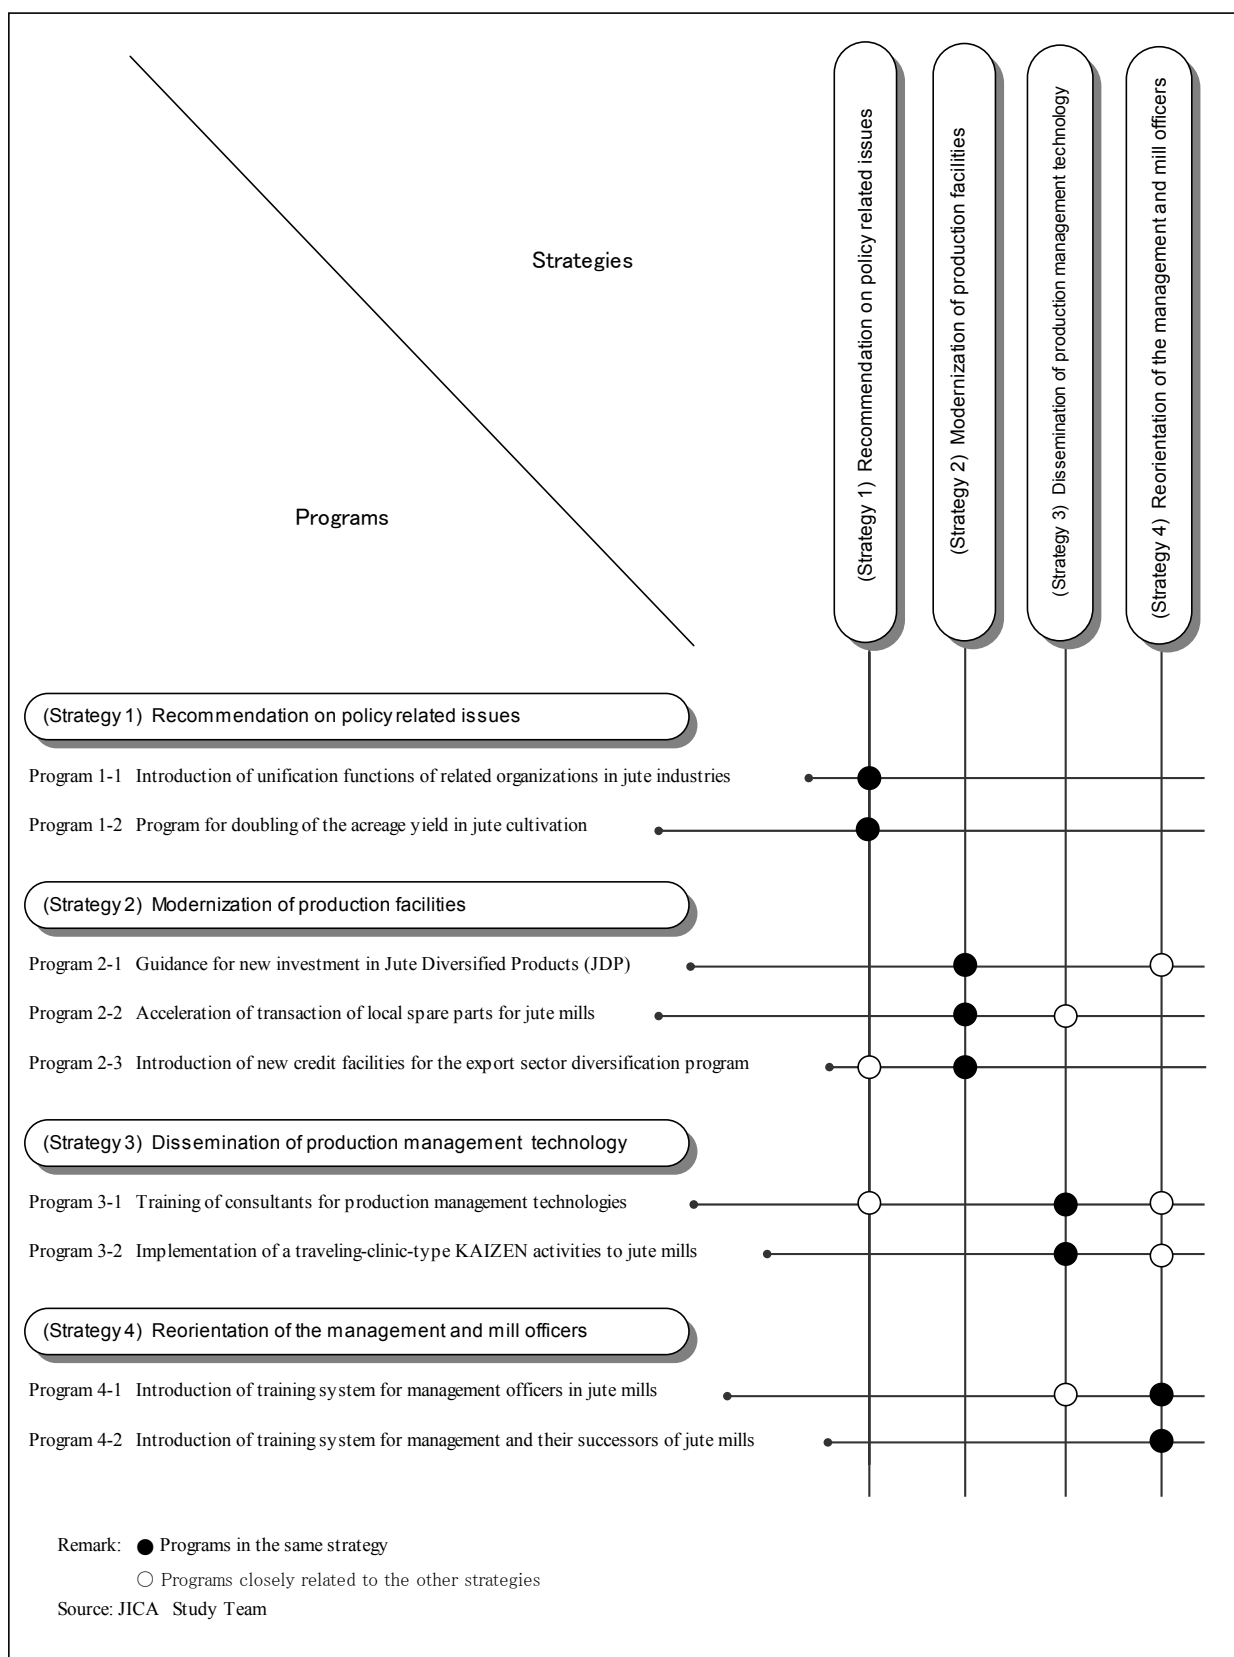 Strategies
Programs
(Strategy 1) Recommendation on policy related issues
(Strategy 2) Modernization of production facilities
(Strategy 3) Dissemination of production management technology
(Strategy 4) Reorientation of the management and mill officers
(Strategy 1) Recommendation on policy related issues
Program 1-1 Introduction of unification functions of related organizations in jute industries
Program 1-2 Program for doubling of the acreage yield in jute cultivation
(Strategy 2) Modernization of production facilities
Program 2-1 Guidance for new investment in Jute Diversified Products (JDP)
Program 2-2 Acceleration of transaction of local spare parts for jute mills
Program 2-3 Introduction of new credit facilities for the export sector diversification program
(Strategy 3) Dissemination of production management technology
Program 3-1 Training of consultants for production management technologies
Program 3-2 Implementation of a traveling-clinic-type KAIZEN activities to jute mills
(Strategy 4) Reorientation of the management and mill officers
Program 4-1 Introduction of training system for management officers in jute mills
Program 4-2 Introduction of training system for management and their successors of jute mills
Remark: ● Programs in the same strategy
○ Programs closely related to the other strategies
Source: JICA Study Team